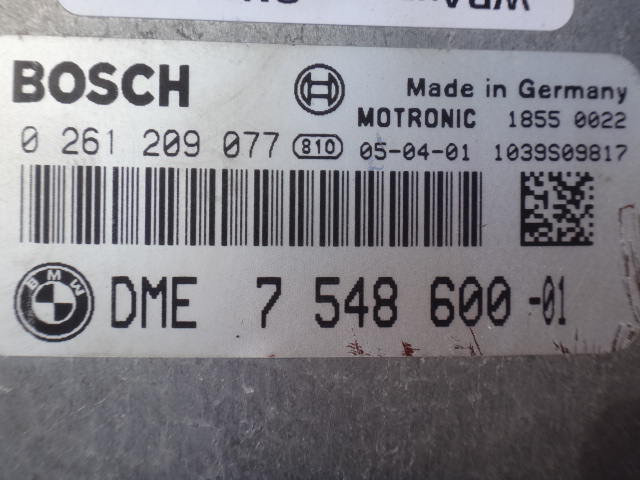 BOSCH
Made in Germany
MOTRONIC 1855 0022
0 261 209 077 810 05-04-01 1039S09817
BMW DME 7 548 600-01